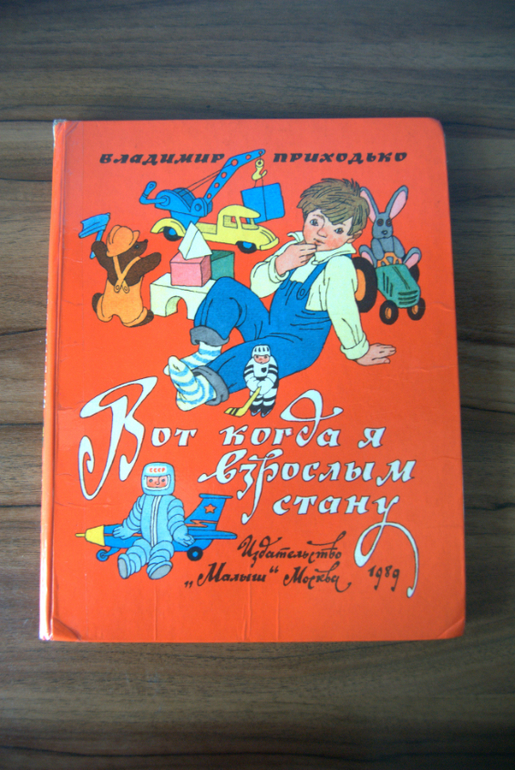 Владимир Приходько
Вот когда я
взрослым
стану
СССР
Издательство
„Малыш“ Москва 1989